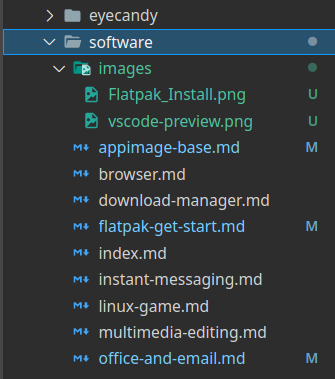 eyecandy
software
images
Flatpak_Install.png U
vscode-preview.png U
appimage-base.md M
browser.md
download-manager.md
flatpak-get-start.md M
index.md
instant-messaging.md
linux-game.md
multimedia-editing.md
office-and-email.md M